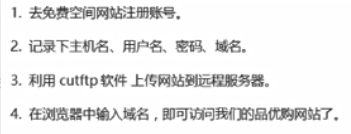 1. 去免费空间网站注册账号。
2. 记录下主机名、用户名、密码、域名。
3. 利用 cutftp 软件 上传网站到远程服务器。
4. 在浏览器中输入域名，即可访问我们的品优购网站了。